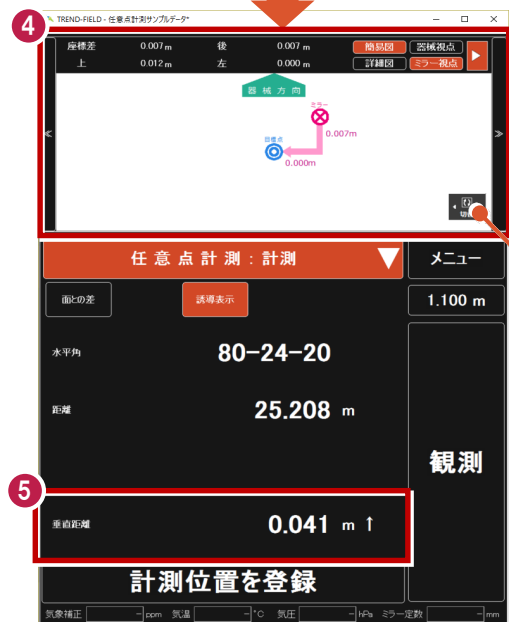 4
TREND-FIELD - 任意点計測サンプルデータ*
座標差 0.007 m 後 0.007 m 簡易図 器械視点
上 0.012 m 左 0.000 m 詳細図 ミラー視点
器械方向
ミラー
0.007m
目標点
0.000m
切替
任意点計測:計測 メニュー
面との差 誘導表示 1.100 m
水平角 80-24-20
距離 25.208 m
観測
5
垂直距離 0.041 m ↑
計測位置を登録
気象補正 - ppm 気温 - °C 気圧 - hPa ミラー定数 - mm